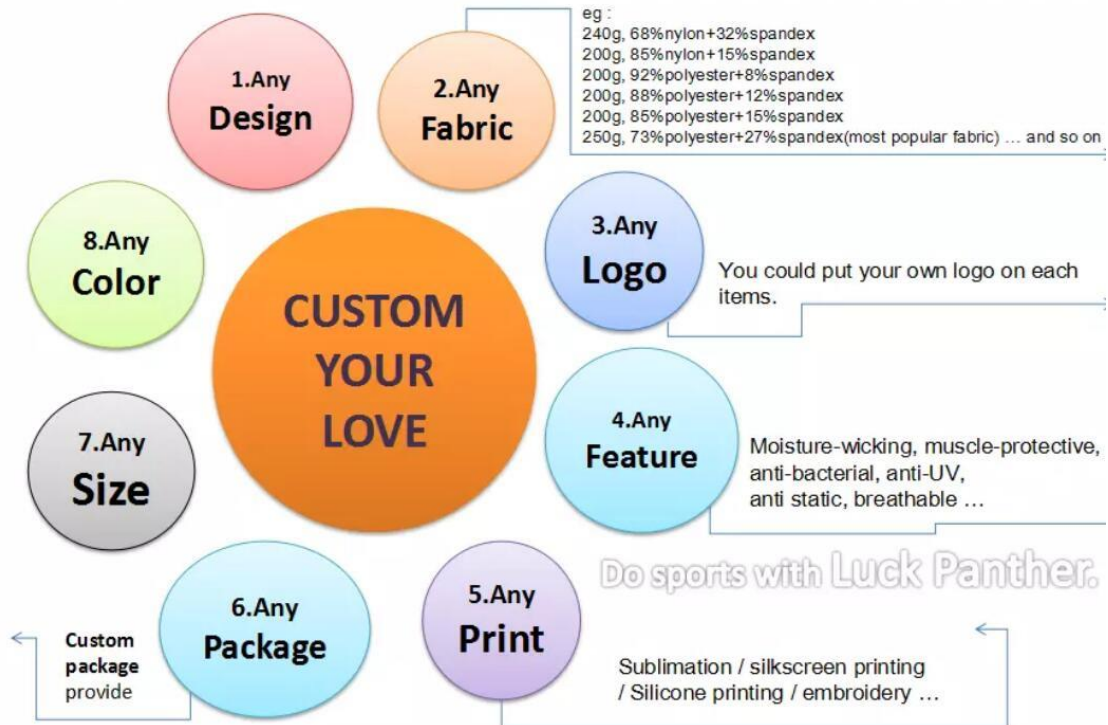 1.Any
Design
2.Any
Fabric
eg :
240g, 68%nylon+32%spandex
200g, 85%nylon+15%spandex
200g, 92%polyester+8%spandex
200g, 88%polyester+12%spandex
200g, 85%polyester+15%spandex
250g, 73%polyester+27%spandex(most popular fabric) ... and so on
3.Any
Logo
You could put your own logo on each
items.
4.Any
Feature
Moisture-wicking, muscle-protective,
anti-bacterial, anti-UV,
anti static, breathable ...
Do sports with Luck Panther.
5.Any
Print
Sublimation / silkscreen printing
/ Silicone printing / embroidery ...
6.Any
Package
Custom
package
provide
7.Any
Size
8.Any
Color
CUSTOM
YOUR
LOVE